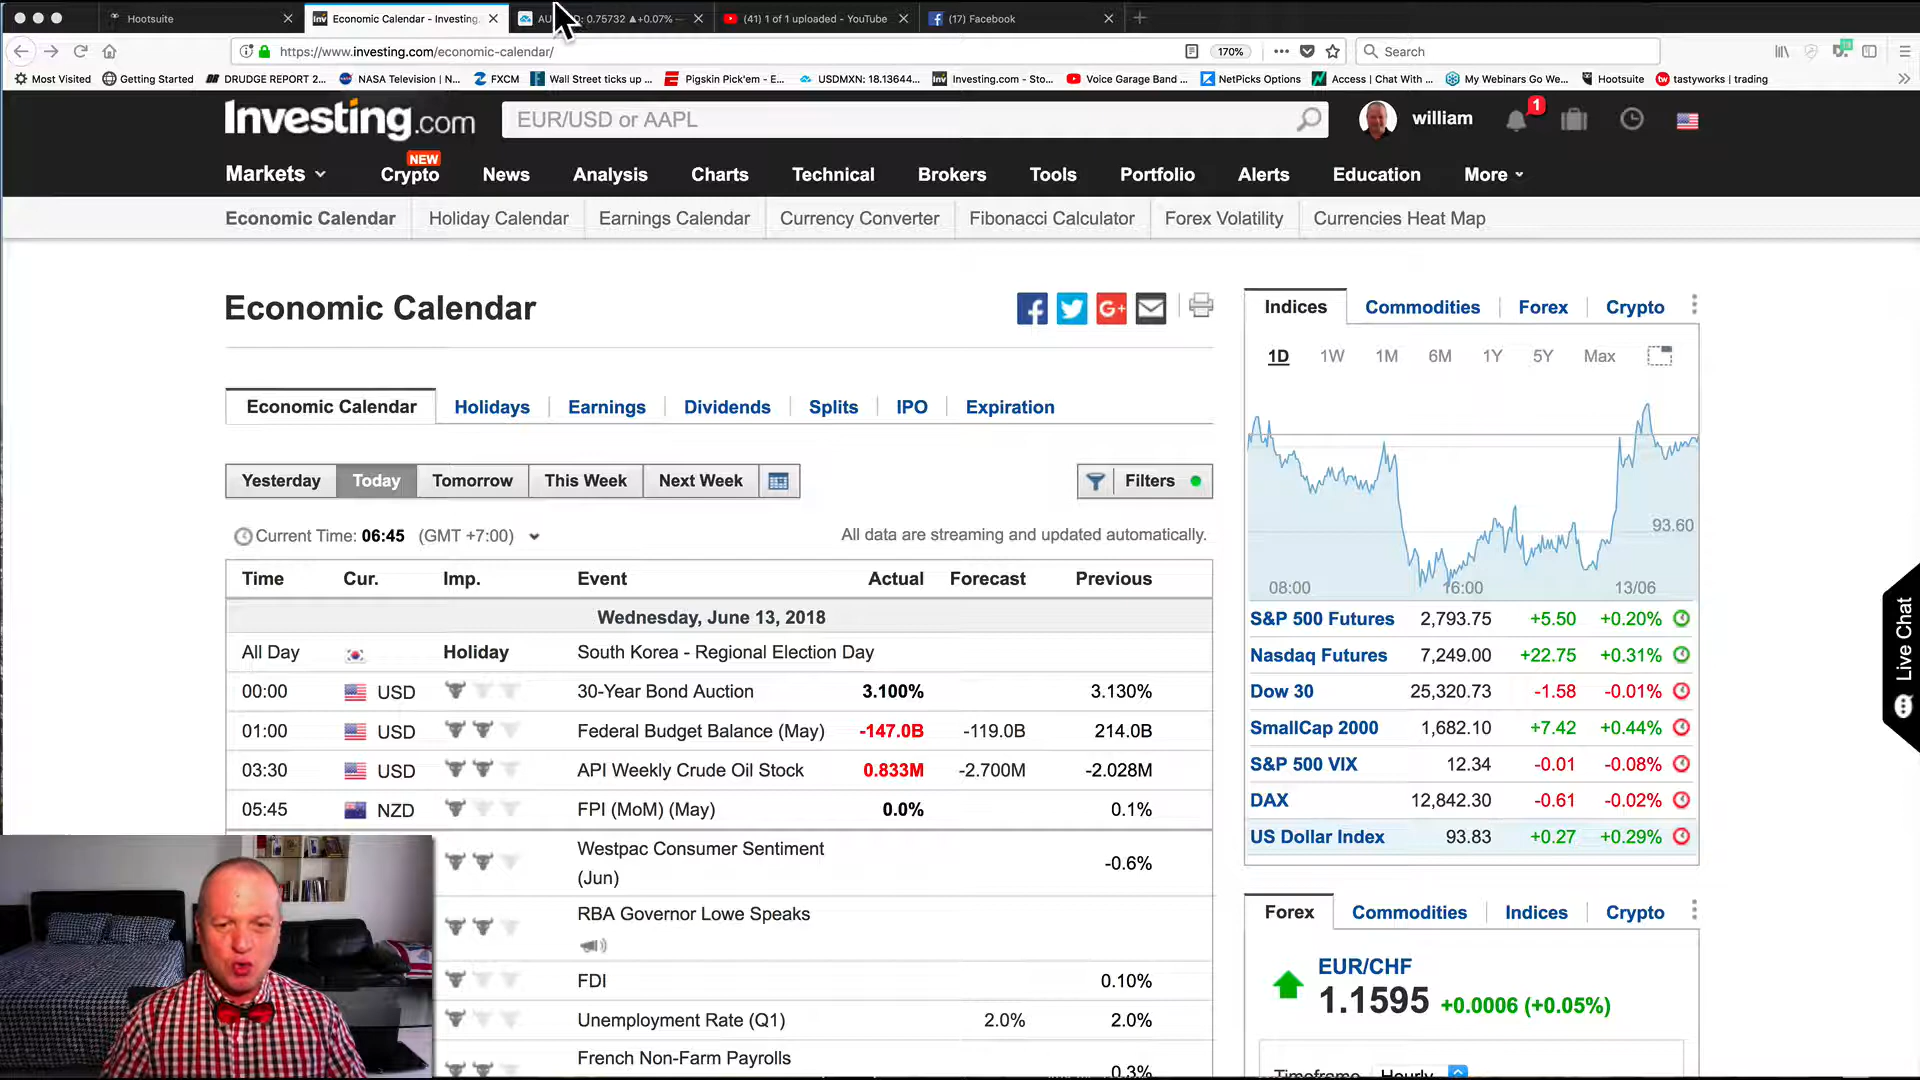 Hootsuite
Economic Calendar - Investing.
0.75732 ▲+0.07% —
(41) 1 of 1 uploaded - YouTube
(17) Facebook
https://www.investing.com/economic-calendar/
170%
Search
Most Visited
Getting Started
DRUDGE REPORT 2...
NASA Television | N...
FXCM
Wall Street ticks up ...
Pigskin Pick'em - E...
USDMXN: 18.13644...
Investing.com - Sto...
Voice Garage Band ...
NetPicks Options
Access | Chat With ...
My Webinars Go We...
Hootsuite
tastyworks | trading
Investing.com
EUR/USD or AAPL
william
1
NEW
Markets
Crypto
News
Analysis
Charts
Technical
Brokers
Tools
Portfolio
Alerts
Education
More
Economic Calendar
Holiday Calendar
Earnings Calendar
Currency Converter
Fibonacci Calculator
Forex Volatility
Currencies Heat Map
Economic Calendar
Economic Calendar
Holidays
Earnings
Dividends
Splits
IPO
Expiration
Yesterday
Today
Tomorrow
This Week
Next Week
Filters
Current Time: 06:45 (GMT +7:00)
All data are streaming and updated automatically.
Time Cur. Imp. Event Actual Forecast Previous
Wednesday, June 13, 2018
All Day Holiday South Korea - Regional Election Day
00:00 USD 30-Year Bond Auction 3.100% 3.130%
01:00 USD Federal Budget Balance (May) -147.0B -119.0B 214.0B
03:30 USD API Weekly Crude Oil Stock 0.833M -2.700M -2.028M
05:45 NZD FPI (MoM) (May) 0.0% 0.1%
Westpac Consumer Sentiment
(Jun) -0.6%
RBA Governor Lowe Speaks
FDI 0.10%
Unemployment Rate (Q1) 2.0% 2.0%
French Non-Farm Payrolls
0.3%
Indices
Commodities
Forex
Crypto
1D 1W 1M 6M 1Y 5Y Max
93.60
08:00 16:00 13/06
S&P 500 Futures 2,793.75 +5.50 +0.20%
Nasdaq Futures 7,249.00 +22.75 +0.31%
Dow 30 25,320.73 -1.58 -0.01%
SmallCap 2000 1,682.10 +7.42 +0.44%
S&P 500 VIX 12.34 -0.01 -0.08%
DAX 12,842.30 -0.61 -0.02%
US Dollar Index 93.83 +0.27 +0.29%
Forex
Commodities
Indices
Crypto
EUR/CHF
1.1595 +0.0006 (+0.05%)
Timeframe Hourly
Live Chat